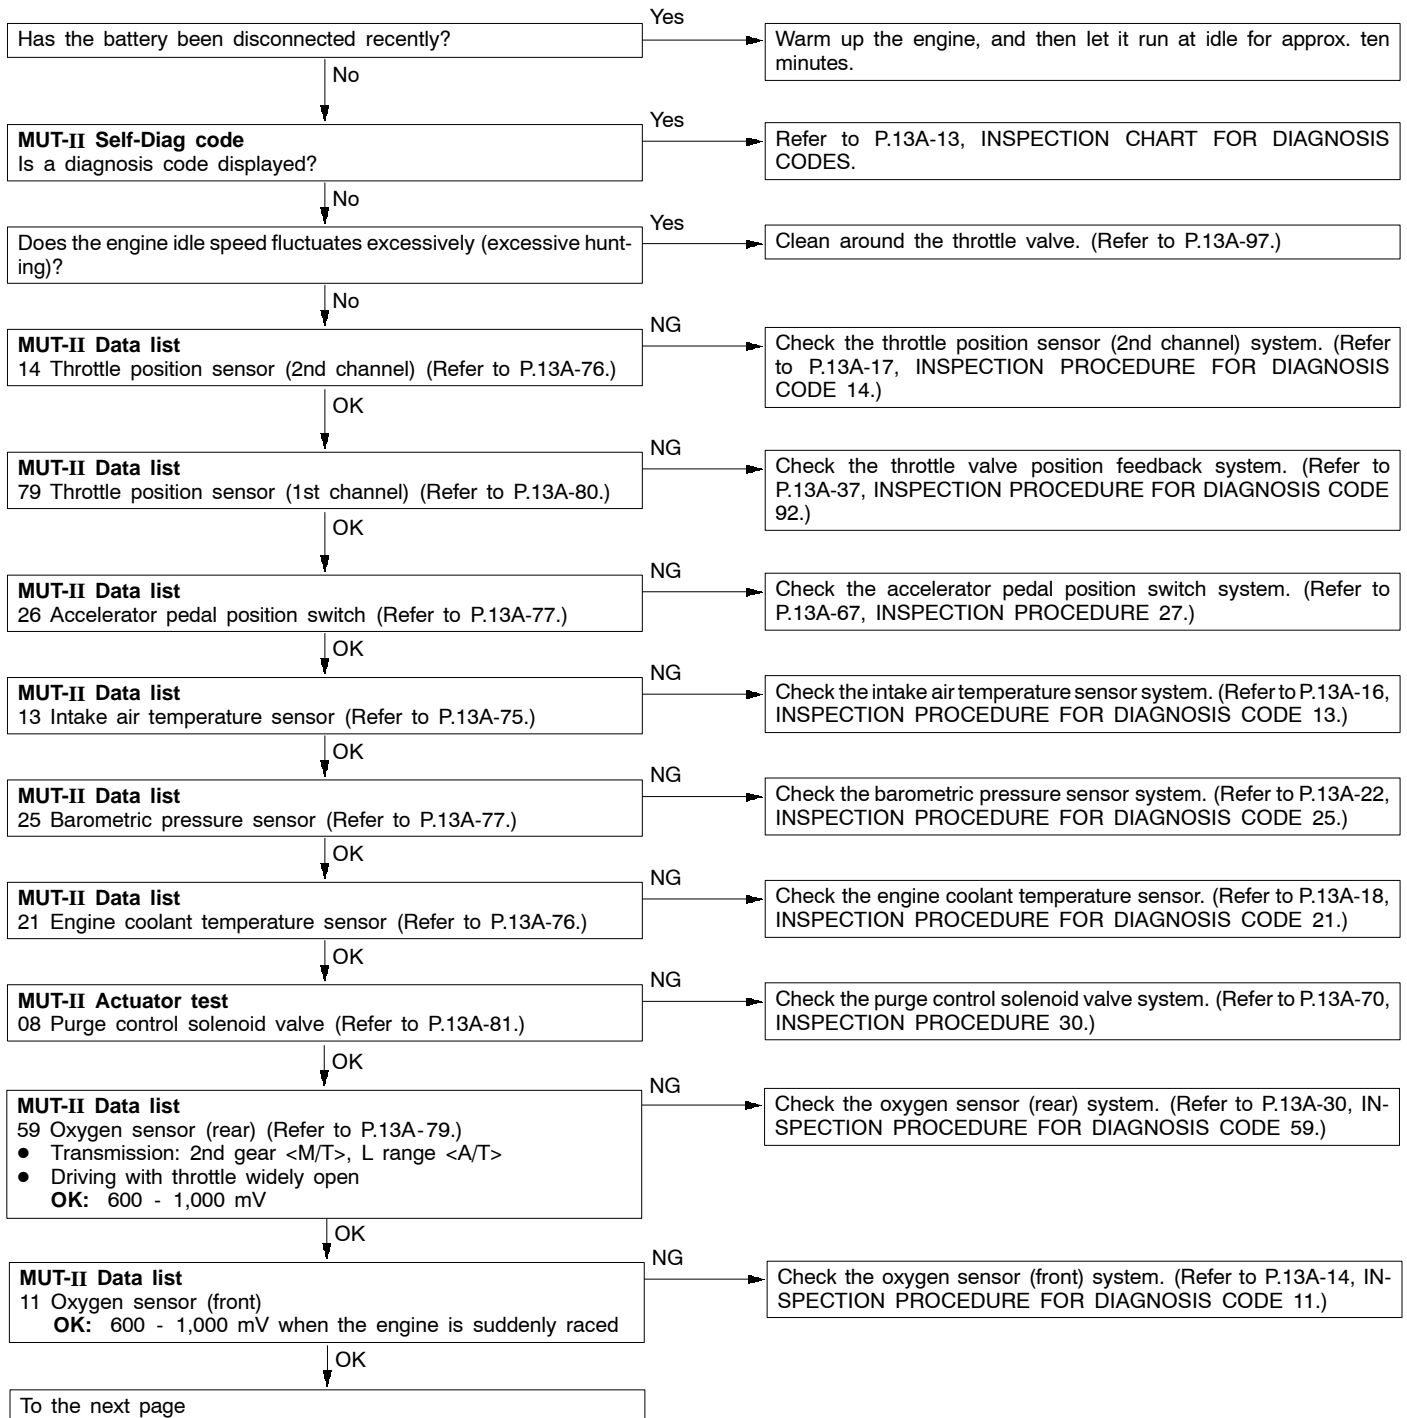 Has the battery been disconnected recently?
Yes
Warm up the engine, and then let it run at idle for approx. ten
minutes.
No
MUT-II Self-Diag code
Is a diagnosis code displayed?
Yes
Refer to P.13A-13, INSPECTION CHART FOR DIAGNOSIS
CODES.
No
Does the engine idle speed fluctuates excessively (excessive hunt-
ing)?
Yes
Clean around the throttle valve. (Refer to P.13A-97.)
No
MUT-II Data list
14 Throttle position sensor (2nd channel) (Refer to P.13A-76.)
NG
Check the throttle position sensor (2nd channel) system. (Refer
to P.13A-17, INSPECTION PROCEDURE FOR DIAGNOSIS
CODE 14.)
OK
MUT-II Data list
79 Throttle position sensor (1st channel) (Refer to P.13A-80.)
NG
Check the throttle valve position feedback system. (Refer to
P.13A-37, INSPECTION PROCEDURE FOR DIAGNOSIS CODE
92.)
OK
MUT-II Data list
26 Accelerator pedal position switch (Refer to P.13A-77.)
NG
Check the accelerator pedal position switch system. (Refer to
P.13A-67, INSPECTION PROCEDURE 27.)
OK
MUT-II Data list
13 Intake air temperature sensor (Refer to P.13A-75.)
NG
Check the intake air temperature sensor system. (Refer to P.13A-16,
INSPECTION PROCEDURE FOR DIAGNOSIS CODE 13.)
OK
MUT-II Data list
25 Barometric pressure sensor (Refer to P.13A-77.)
NG
Check the barometric pressure sensor system. (Refer to P.13A-22,
INSPECTION PROCEDURE FOR DIAGNOSIS CODE 25.)
OK
MUT-II Data list
21 Engine coolant temperature sensor (Refer to P.13A-76.)
NG
Check the engine coolant temperature sensor. (Refer to P.13A-18,
INSPECTION PROCEDURE FOR DIAGNOSIS CODE 21.)
OK
MUT-II Actuator test
08 Purge control solenoid valve (Refer to P.13A-81.)
NG
Check the purge control solenoid valve system. (Refer to P.13A-70,
INSPECTION PROCEDURE 30.)
OK
MUT-II Data list
59 Oxygen sensor (rear) (Refer to P.13A-79.)
● Transmission: 2nd gear <M/T>, L range <A/T>
● Driving with throttle widely open
OK: 600 - 1,000 mV
NG
Check the oxygen sensor (rear) system. (Refer to P.13A-30, IN-
SPECTION PROCEDURE FOR DIAGNOSIS CODE 59.)
OK
MUT-II Data list
11 Oxygen sensor (front)
OK: 600 - 1,000 mV when the engine is suddenly raced
NG
Check the oxygen sensor (front) system. (Refer to P.13A-14, IN-
SPECTION PROCEDURE FOR DIAGNOSIS CODE 11.)
OK
To the next page